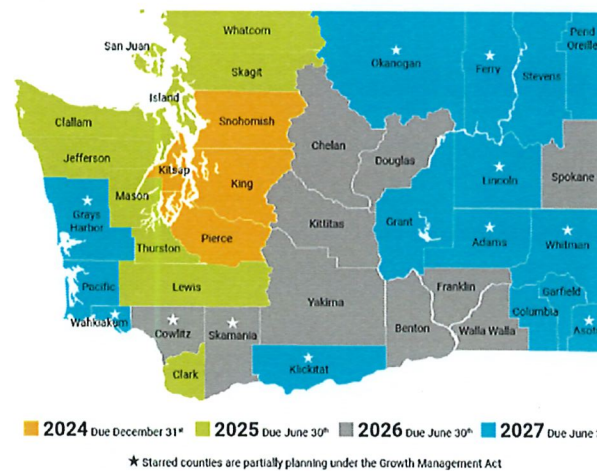 Whatcom
San Juan
Skagit
Island
Okanogan
Ferry
Stevens
Pend
Oreille
Clallam
Snohomish
Chelan
Douglas
Jefferson
Kitsap
King
Lincoln
Spokane
Mason
Grays
Harbor
Kittitas
Grant
Pierce
Thurston
Adams
Whitman
Pacific
Lewis
Yakima
Franklin
Garfield
Columbia
Wahkiakum
Cowlitz
Skamania
Benton
Walla Walla
Asot
Clark
Klickitat
2024 Due December 31st 2025 Due June 30th 2026 Due June 30th 2027 Due June
★ Starred counties are partially planning under the Growth Management Act